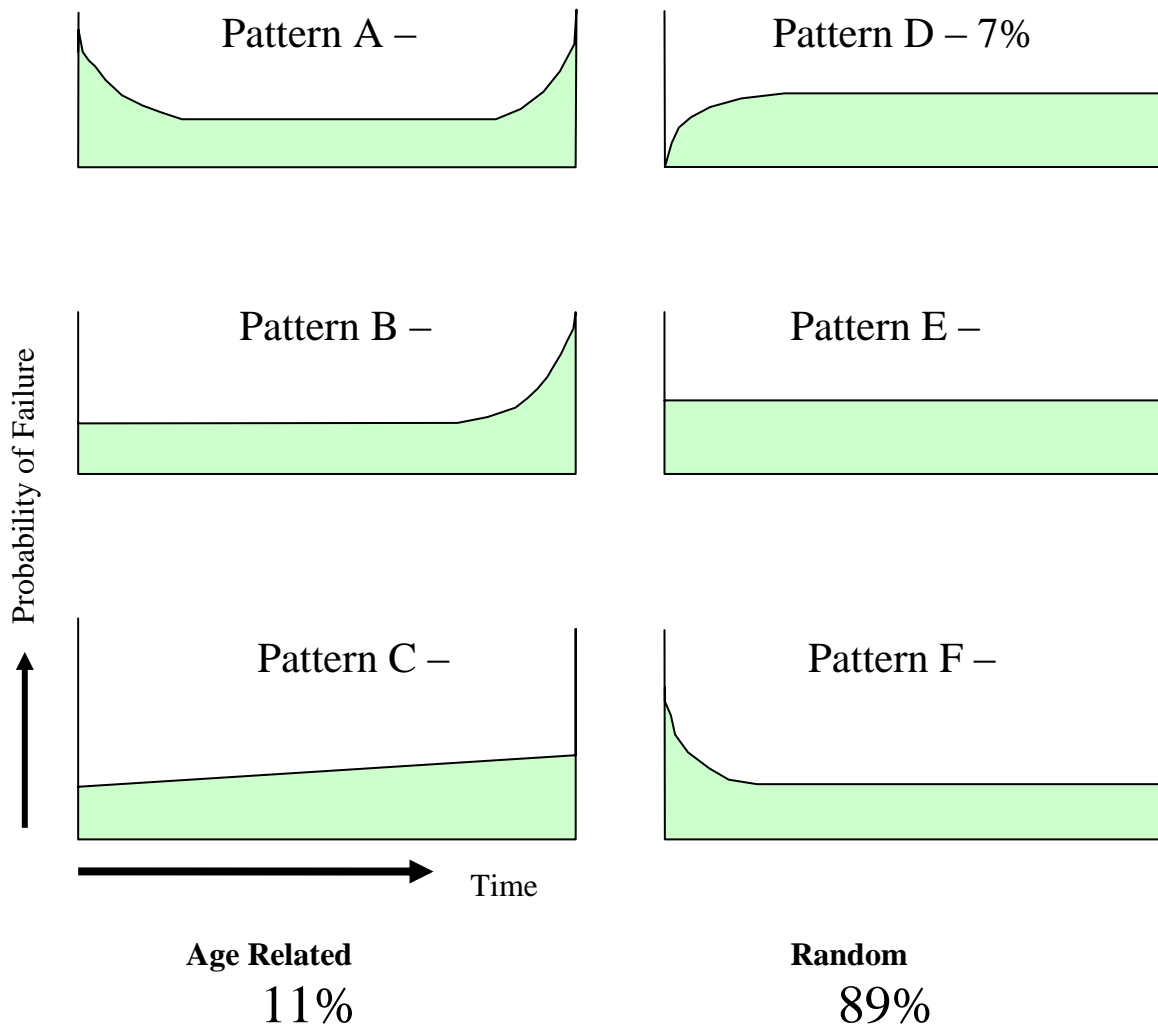 Pattern A –
Pattern D – 7%
Pattern B –
Pattern E –
Probability of Failure
Pattern C –
Pattern F –
Time
Age Related
11%
Random
89%